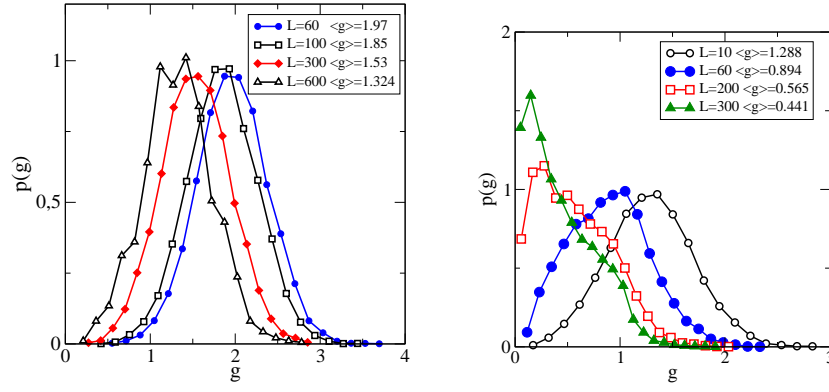 L=60 <g>=1.97
L=100 <g>=1.85
L=300 <g>=1.53
L=600 <g>=1.324
1
0,5
0
p(g)
0 1 2 3 4
g
L=10 <g>=1.288
L=60 <g>=0.894
L=200 <g>=0.565
L=300 <g>=0.441
2
1
0
p(g)
0 1 2 3
g